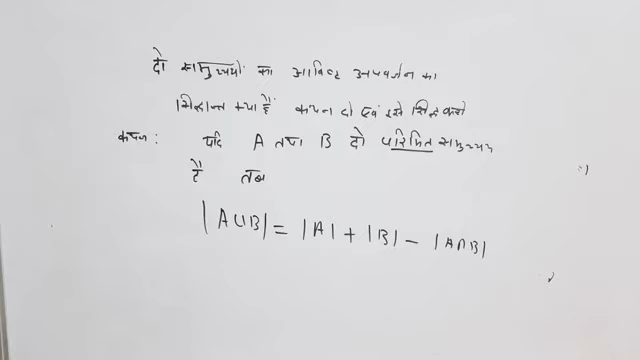 दो समुच्चयों का आविष्ट अपवर्जन का
सिद्धान्त क्या है कथन दो एवं इसे सिद्ध करो
कथन: यदि A तथा B दो परिमित समुच्चय
है तब
|A∪B| = |A| + |B| - |A∩B|